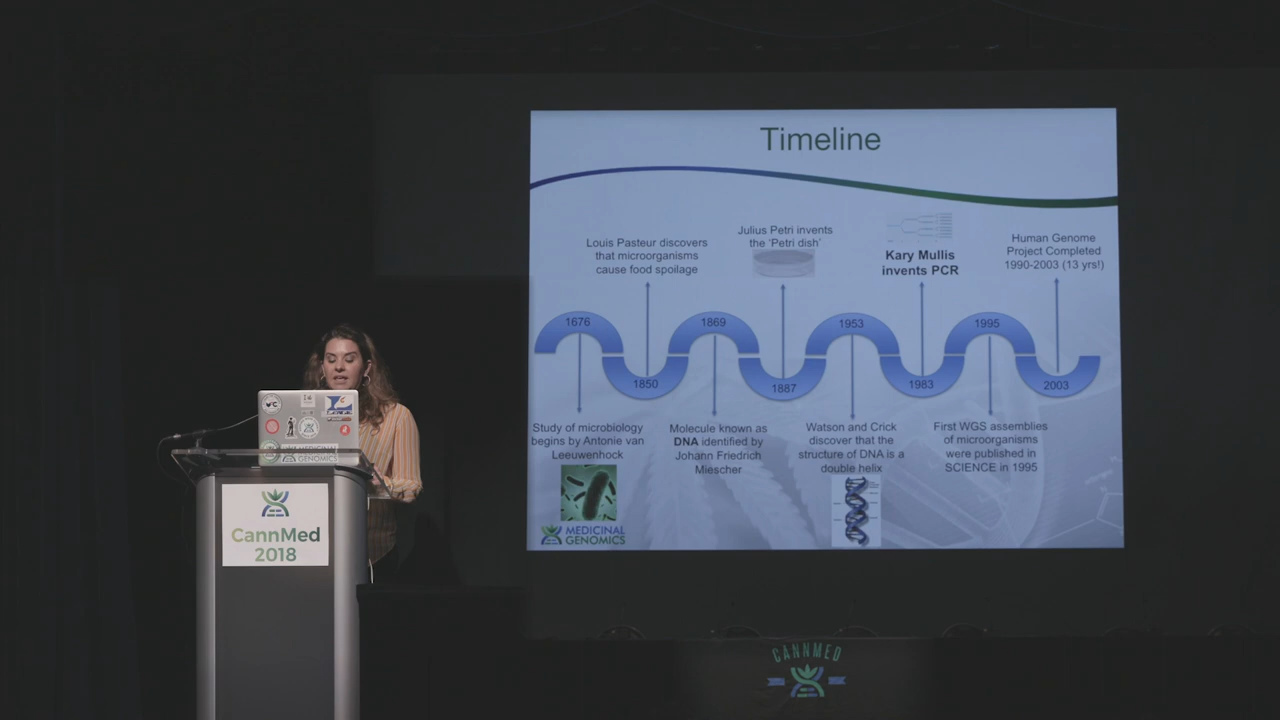 Timeline
Louis Pasteur discovers
that microorganisms
cause food spoilage
Julius Petri invents
the 'Petri dish'
Kary Mullis
invents PCR
Human Genome
Project Completed
1990-2003 (13 yrs!)
1676
1869
1953
1995
1850
1887
1983
2003
Study of microbiology
begins by Antonie van
Leeuwenhock
Molecule known as
DNA identified by
Johann Friedrich
Miescher
Watson and Crick
discover that the
structure of DNA is a
double helix
First WGS assemblies
of microorganisms
were published in
SCIENCE in 1995
MEDICINAL
GENOMICS
GENOMICS
CannMed
2018
CANNMED